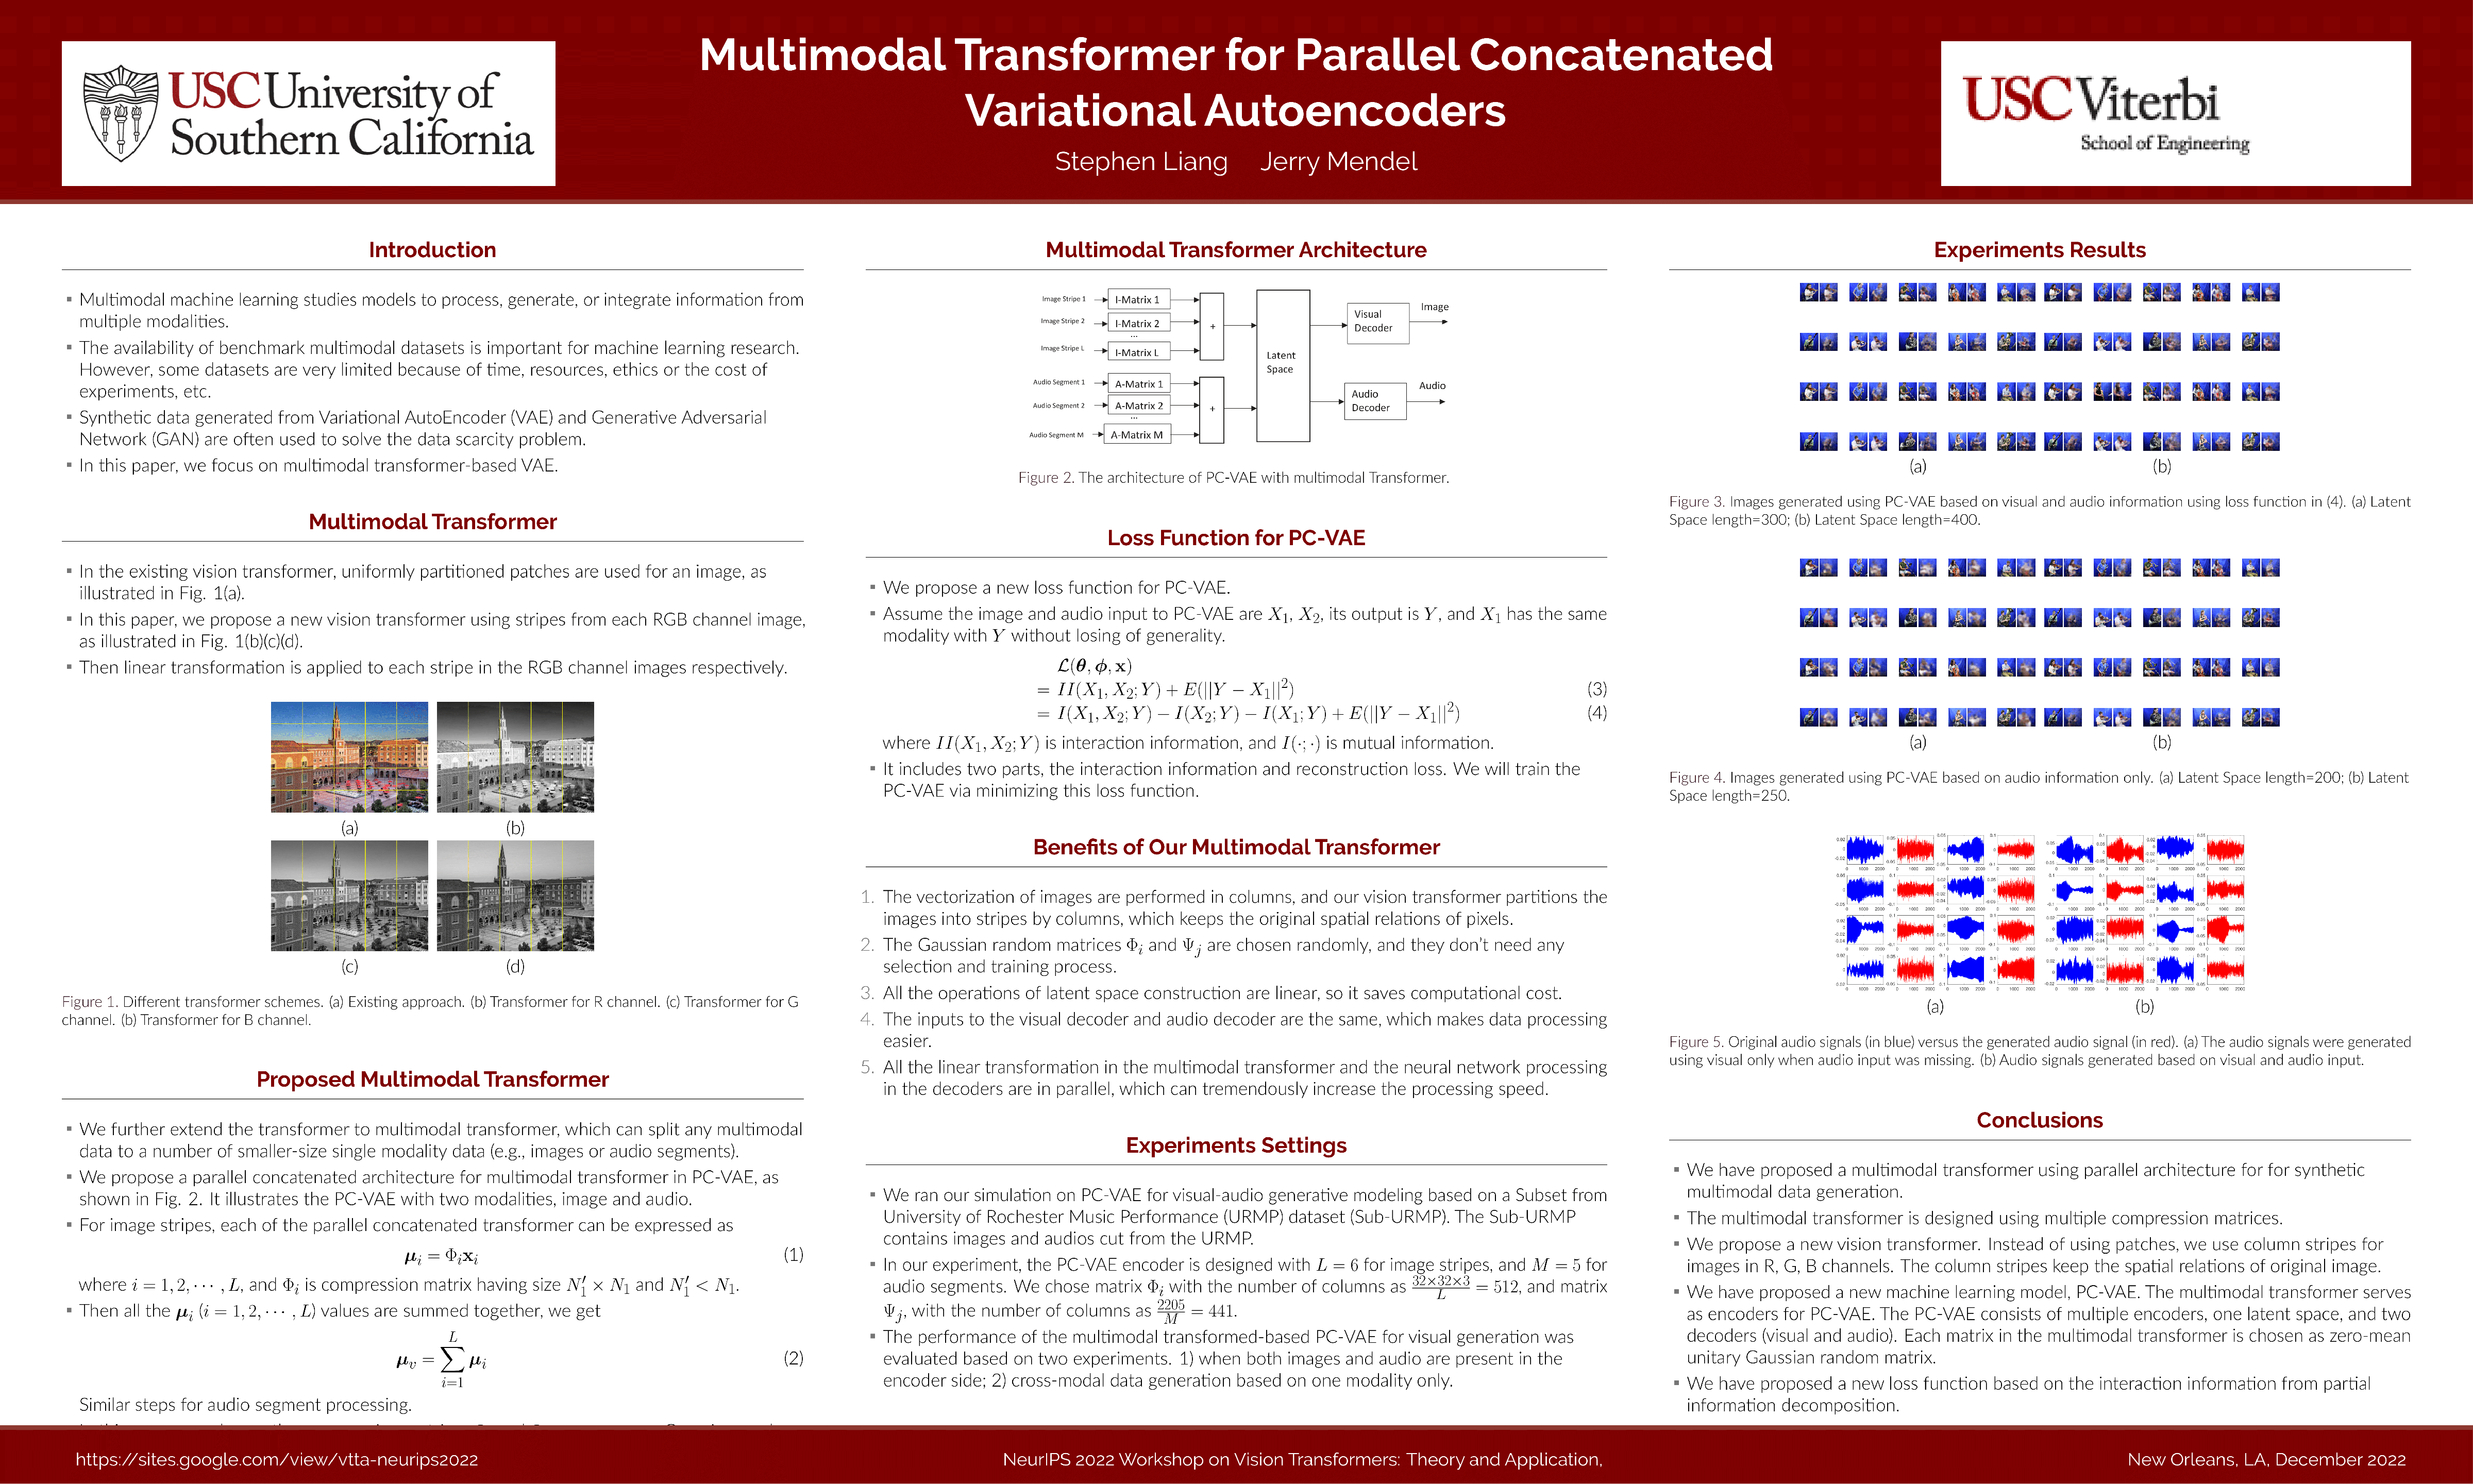 USC University of
Southern California
Multimodal Transformer for Parallel Concatenated
Variational Autoencoders
Stephen Liang Jerry Mendel
USC Viterbi
School of Engineering
Introduction
▪ Multimodal machine learning studies models to process, generate, or integrate information from
multiple modalities.
▪ The availability of benchmark multimodal datasets is important for machine learning research.
However, some datasets are very limited because of time, resources, ethics or the cost of
experiments, etc.
▪ Synthetic data generated from Variational AutoEncoder (VAE) and Generative Adversarial
Network (GAN) are often used to solve the data scarcity problem.
▪ In this paper, we focus on multimodal transformer-based VAE.
Multimodal Transformer
▪ In the existing vision transformer, uniformly partitioned patches are used for an image, as
illustrated in Fig. 1(a).
▪ In this paper, we propose a new vision transformer using stripes from each RGB channel image,
as illustrated in Fig. 1(b)(c)(d).
▪ Then linear transformation is applied to each stripe in the RGB channel images respectively.
(a) (b)
(c) (d)
Figure 1. Different transformer schemes. (a) Existing approach. (b) Transformer for R channel. (c) Transformer for G
channel. (b) Transformer for B channel.
Proposed Multimodal Transformer
▪ We further extend the transformer to multimodal transformer, which can split any multimodal
data to a number of smaller-size single modality data (e.g., images or audio segments).
▪ We propose a parallel concatenated architecture for multimodal transformer in PC-VAE, as
shown in Fig. 2. It illustrates the PC-VAE with two modalities, image and audio.
▪ For image stripes, each of the parallel concatenated transformer can be expressed as
μ_i = Φ_i x_i (1)
where i = 1, 2, ⋯ , L, and Φ_i is compression matrix having size N′_1 × N_1 and N′_1 < N_1.
▪ Then all the μ_i (i = 1, 2, ⋯ , L) values are summed together, we get
μ_v = ∑_{i=1}^{L} μ_i (2)
Similar steps for audio segment processing.
Multimodal Transformer Architecture
Image Stripe 1 I-Matrix 1
Image Stripe 2 I-Matrix 2
...
Image Stripe L I-Matrix L
+
Audio Segment 1 A-Matrix 1
Audio Segment 2 A-Matrix 2
...
Audio Segment M A-Matrix M
+
Latent
Space
Visual
Decoder
Image
Audio
Decoder
Audio
Figure 2. The architecture of PC-VAE with multimodal Transformer.
Loss Function for PC-VAE
▪ We propose a new loss function for PC-VAE.
▪ Assume the image and audio input to PC-VAE are X_1, X_2, its output is Y, and X_1 has the same
modality with Y without losing of generality.
ℒ(θ, ϕ, x)
= II(X_1, X_2; Y) + E(||Y − X_1||^2) (3)
= I(X_1, X_2; Y) − I(X_2; Y) − I(X_1; Y) + E(||Y − X_1||^2) (4)
where II(X_1, X_2; Y) is interaction information, and I(·; ·) is mutual information.
▪ It includes two parts, the interaction information and reconstruction loss. We will train the
PC-VAE via minimizing this loss function.
Benefits of Our Multimodal Transformer
1. The vectorization of images are performed in columns, and our vision transformer partitions the
images into stripes by columns, which keeps the original spatial relations of pixels.
2. The Gaussian random matrices Φ_i and Ψ_j are chosen randomly, and they don't need any
selection and training process.
3. All the operations of latent space construction are linear, so it saves computational cost.
4. The inputs to the visual decoder and audio decoder are the same, which makes data processing
easier.
5. All the linear transformation in the multimodal transformer and the neural network processing
in the decoders are in parallel, which can tremendously increase the processing speed.
Experiments Settings
▪ We ran our simulation on PC-VAE for visual-audio generative modeling based on a Subset from
University of Rochester Music Performance (URMP) dataset (Sub-URMP). The Sub-URMP
contains images and audios cut from the URMP.
▪ In our experiment, the PC-VAE encoder is designed with L = 6 for image stripes, and M = 5 for
audio segments. We chose matrix Φ_i with the number of columns as (32×32×3)/L = 512, and matrix
Ψ_j, with the number of columns as 2205/M = 441.
▪ The performance of the multimodal transformed-based PC-VAE for visual generation was
evaluated based on two experiments. 1) when both images and audio are present in the
encoder side; 2) cross-modal data generation based on one modality only.
Experiments Results
(a) (b)
Figure 3. Images generated using PC-VAE based on visual and audio information using loss function in (4). (a) Latent
Space length=300; (b) Latent Space length=400.
(a) (b)
Figure 4. Images generated using PC-VAE based on audio information only. (a) Latent Space length=200; (b) Latent
Space length=250.
(a) (b)
Figure 5. Original audio signals (in blue) versus the generated audio signal (in red). (a) The audio signals were generated
using visual only when audio input was missing. (b) Audio signals generated based on visual and audio input.
Conclusions
▪ We have proposed a multimodal transformer using parallel architecture for for synthetic
multimodal data generation.
▪ The multimodal transformer is designed using multiple compression matrices.
▪ We propose a new vision transformer. Instead of using patches, we use column stripes for
images in R, G, B channels. The column stripes keep the spatial relations of original image.
▪ We have proposed a new machine learning model, PC-VAE. The multimodal transformer serves
as encoders for PC-VAE. The PC-VAE consists of multiple encoders, one latent space, and two
decoders (visual and audio). Each matrix in the multimodal transformer is chosen as zero-mean
unitary Gaussian random matrix.
▪ We have proposed a new loss function based on the interaction information from partial
information decomposition.
https://sites.google.com/view/vtta-neurips2022
NeurIPS 2022 Workshop on Vision Transformers: Theory and Application,
New Orleans, LA, December 2022